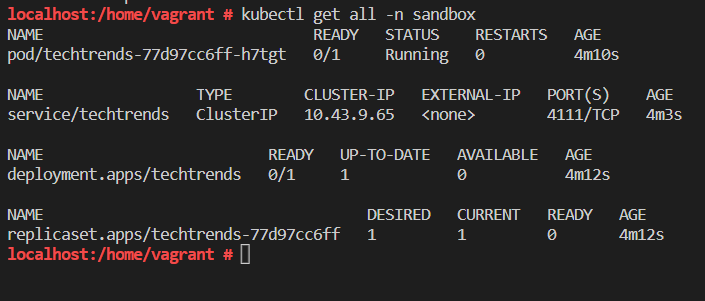 localhost:/home/vagrant # kubectl get all -n sandbox
NAME READY STATUS RESTARTS AGE
pod/techtrends-77d97cc6ff-h7tgt 0/1 Running 0 4m10s
NAME TYPE CLUSTER-IP EXTERNAL-IP PORT(S) AGE
service/techtrends ClusterIP 10.43.9.65 <none> 4111/TCP 4m3s
NAME READY UP-TO-DATE AVAILABLE AGE
deployment.apps/techtrends 0/1 1 0 4m12s
NAME DESIRED CURRENT READY AGE
replicaset.apps/techtrends-77d97cc6ff 1 1 0 4m12s
localhost:/home/vagrant #